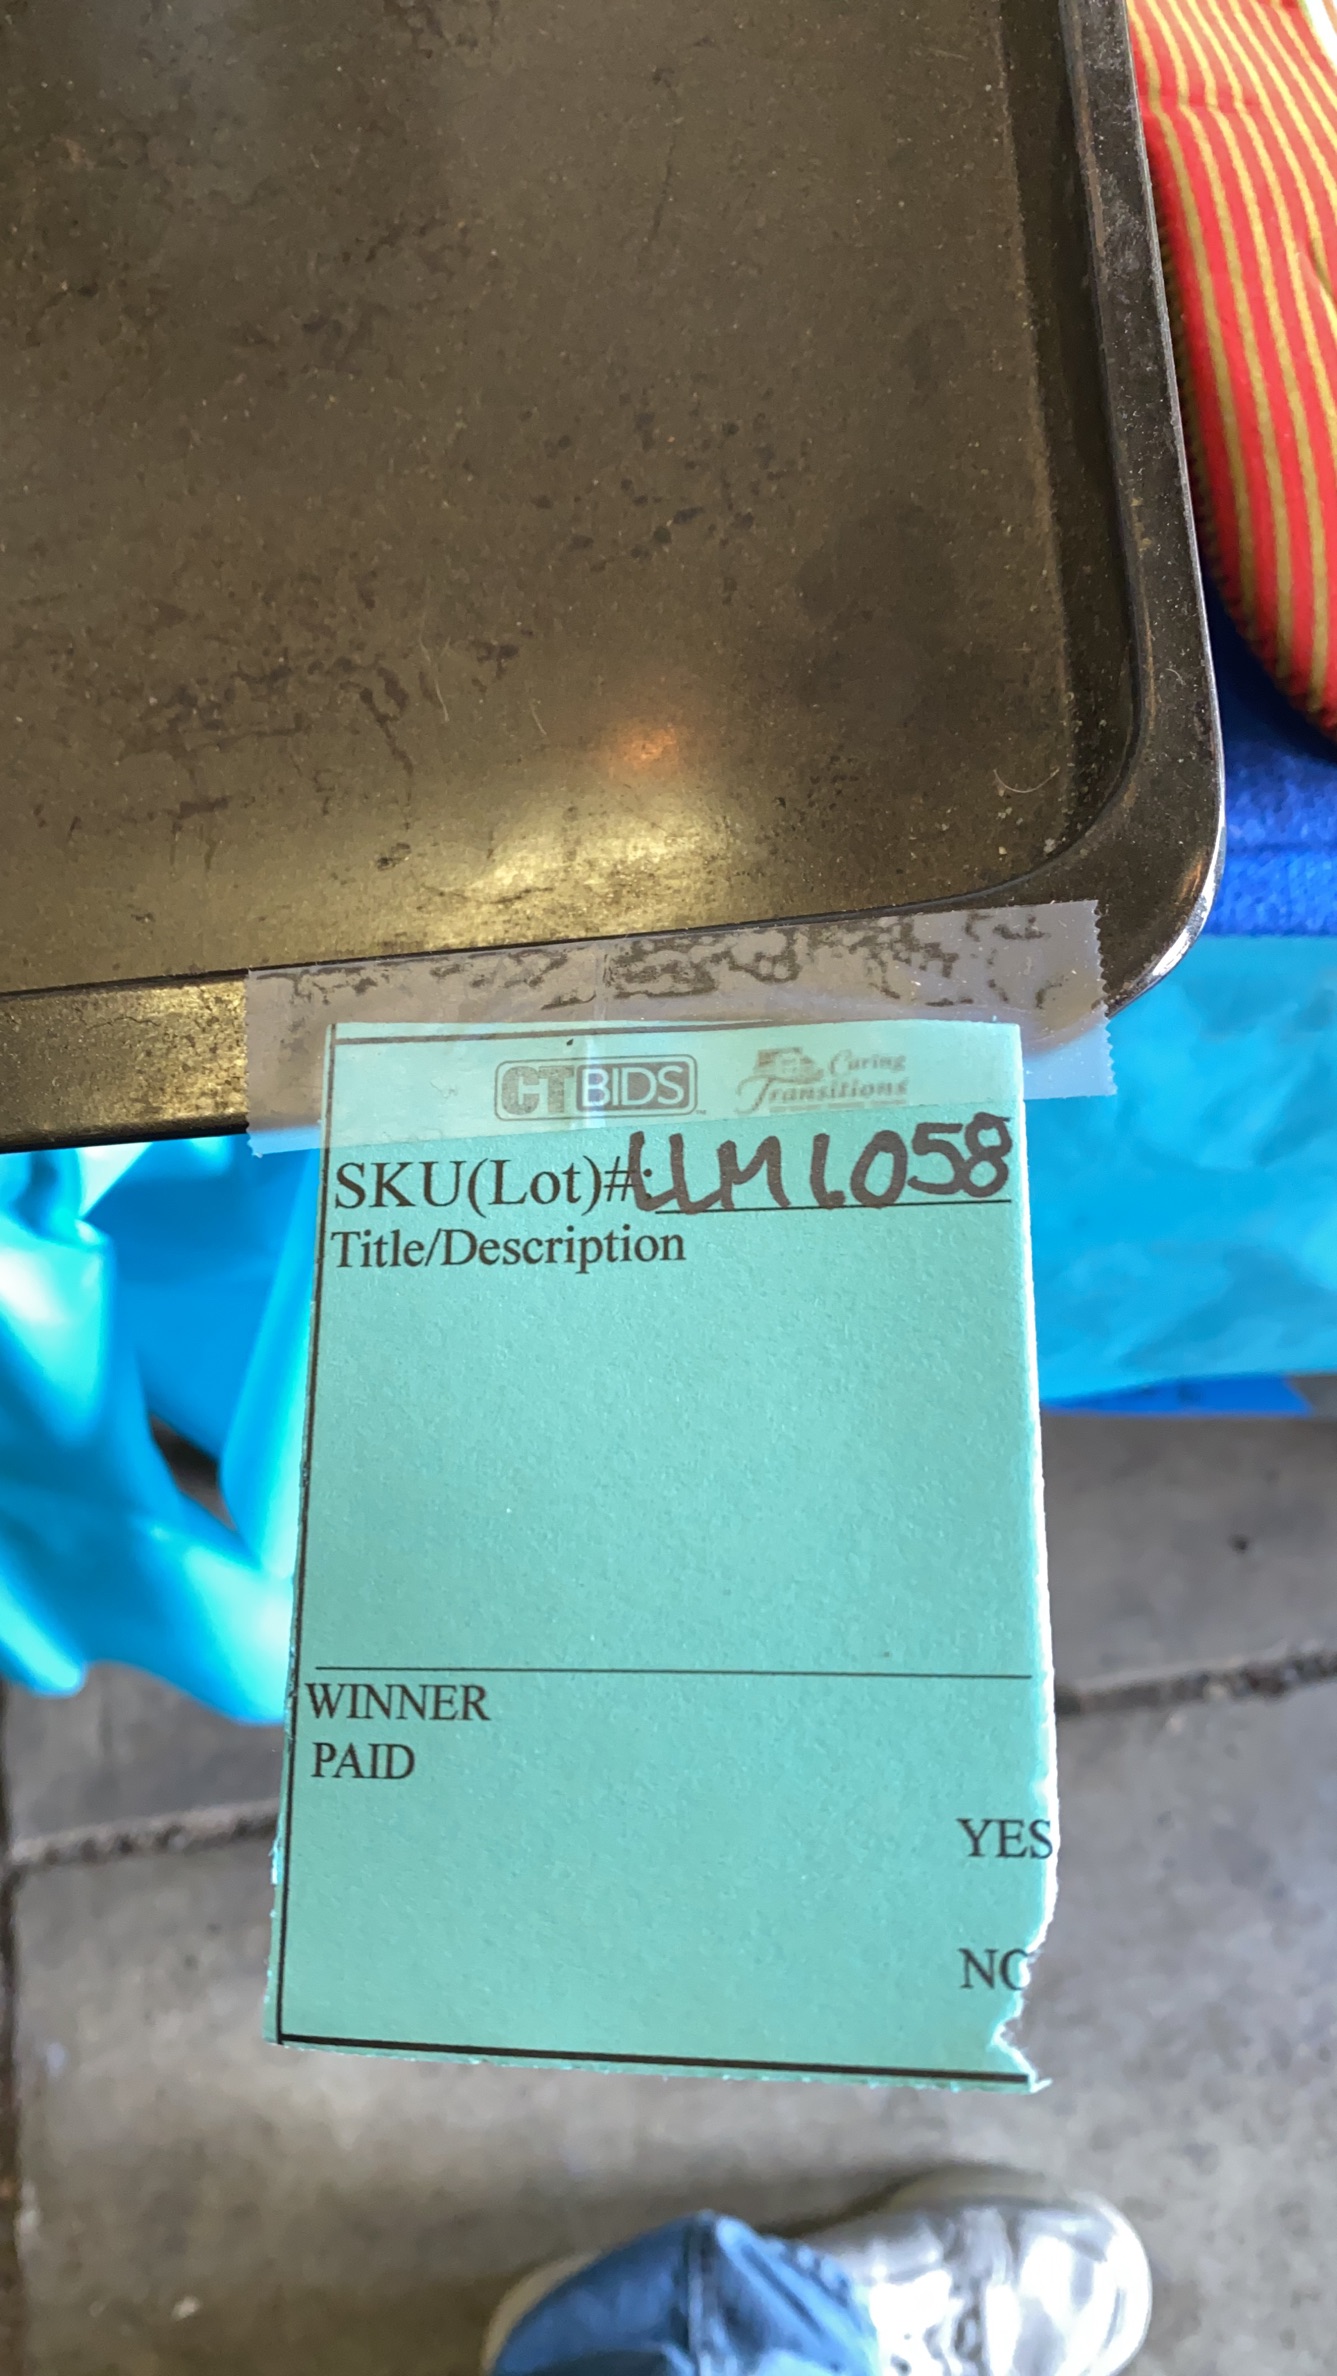 CTBIDS Caring Transitions
SKU(Lot)#: LLM1058
Title/Description
WINNER
PAID
YES
NO